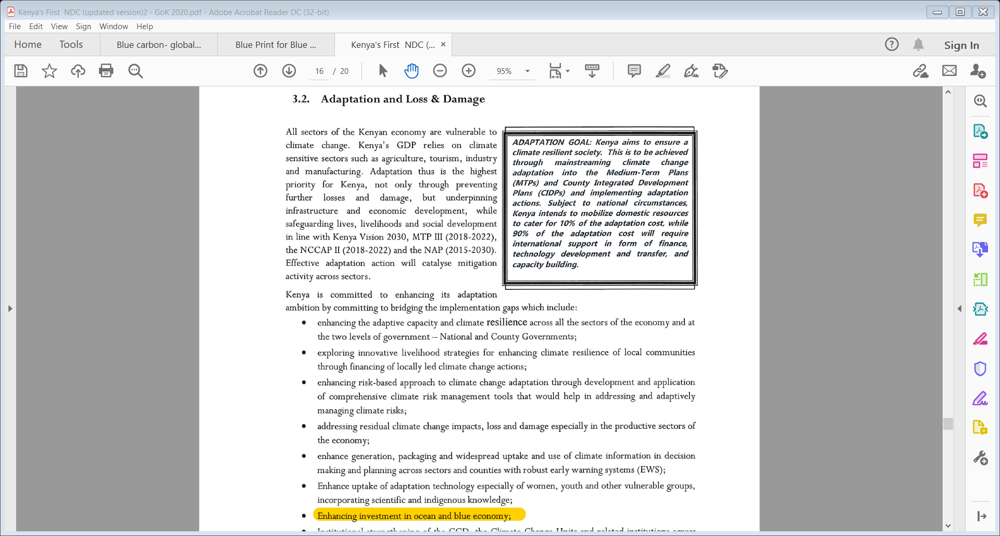 Kenya's First NDC (updated version)2 - GoK 2020.pdf - Adobe Acrobat Reader DC (32-bit)
File Edit View Sign Window Help
Home Tools Blue carbon- global... Blue Print for Blue ... Kenya's First NDC (... × Sign In
16 / 20 95%
3.2. Adaptation and Loss & Damage
All sectors of the Kenyan economy are vulnerable to
climate change. Kenya's GDP relies on climate
sensitive sectors such as agriculture, tourism, industry
and manufacturing. Adaptation thus is the highest
priority for Kenya, not only through preventing
further losses and damage, but underpinning
infrastructure and economic development, while
safeguarding lives, livelihoods and social development
in line with Kenya Vision 2030, MTP III (2018-2022),
the NCCAP II (2018-2022) and the NAP (2015-2030).
Effective adaptation action will catalyse mitigation
activity across sectors.
ADAPTATION GOAL: Kenya aims to ensure a
climate resilient society. This is to be achieved
through mainstreaming climate change
adaptation into the Medium-Term Plans
(MTPs) and County Integrated Development
Plans (CIDPs) and implementing adaptation
actions. Subject to national circumstances,
Kenya intends to mobilize domestic resources
to cater for 10% of the adaptation cost, while
90% of the adaptation cost will require
international support in form of finance,
technology development and transfer, and
capacity building.
Kenya is committed to enhancing its adaptation
ambition by committing to bridging the implementation gaps which include:
• enhancing the adaptive capacity and climate resilience across all the sectors of the economy and at
the two levels of government – National and County Governments;
• exploring innovative livelihood strategies for enhancing climate resilience of local communities
through financing of locally led climate change actions;
• enhancing risk-based approach to climate change adaptation through development and application
of comprehensive climate risk management tools that would help in addressing and adaptively
managing climate risks;
• addressing residual climate change impacts, loss and damage especially in the productive sectors of
the economy;
• enhance generation, packaging and widespread uptake and use of climate information in decision
making and planning across sectors and counties with robust early warning systems (EWS);
• Enhance uptake of adaptation technology especially of women, youth and other vulnerable groups,
incorporating scientific and indigenous knowledge;
• Enhancing investment in ocean and blue economy;
• Institutional strengthening of the CCD, the Climate Change Units and related institutions across